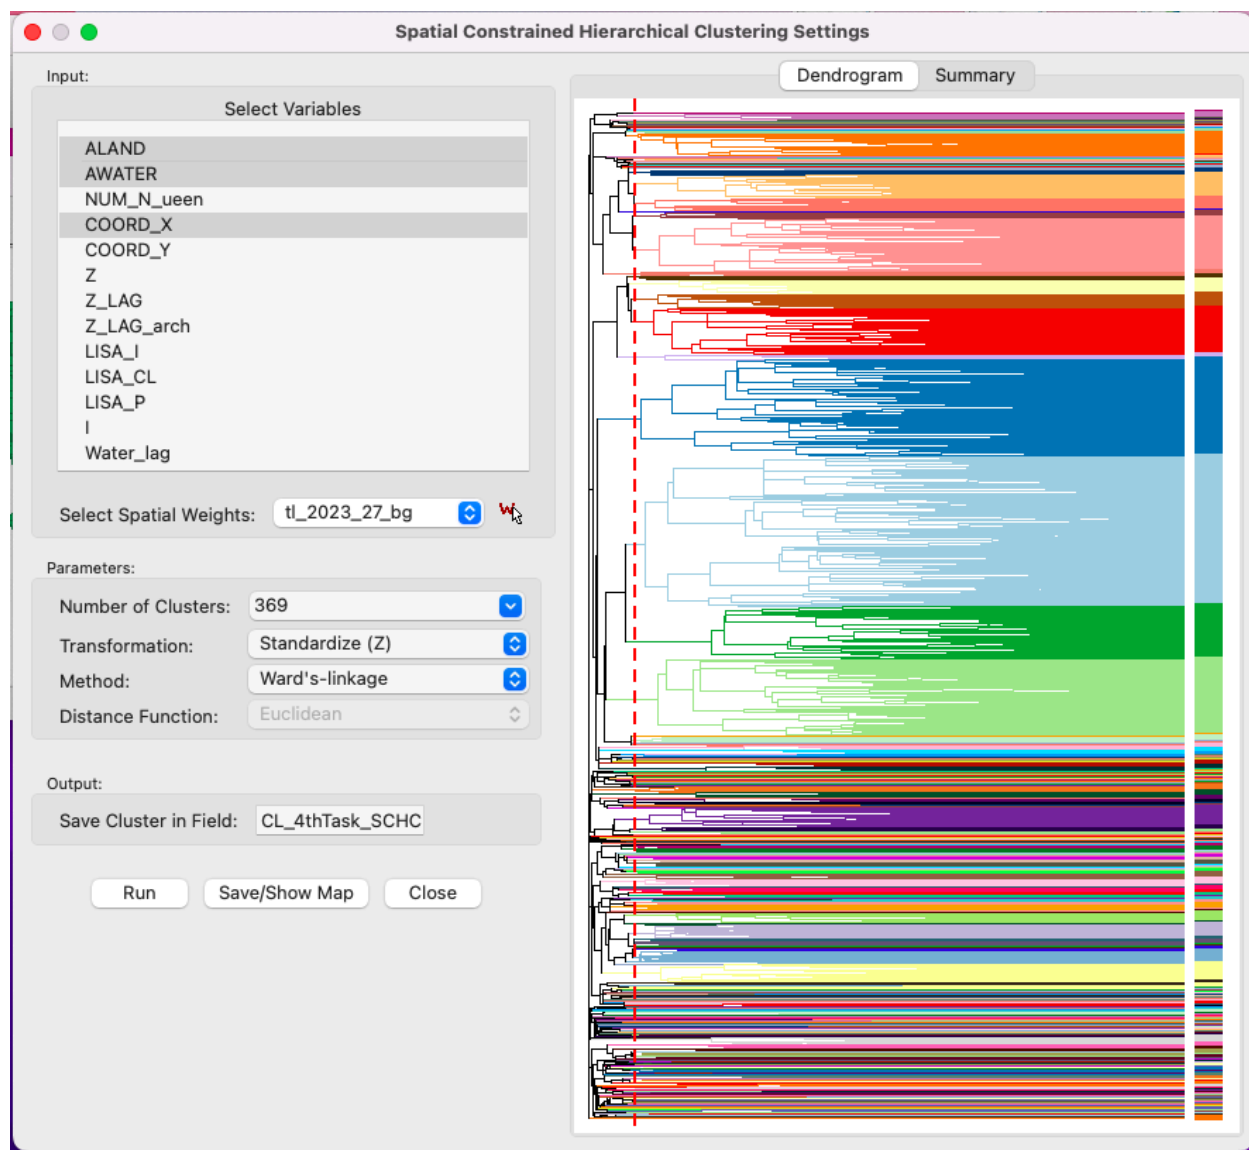 Spatial Constrained Hierarchical Clustering Settings
Input:
Select Variables
ALAND
AWATER
NUM_N_ueen
COORD_X
COORD_Y
Z
Z_LAG
Z_LAG_arch
LISA_I
LISA_CL
LISA_P
I
Water_lag
Select Spatial Weights: tl_2023_27_bg
Parameters:
Number of Clusters: 369
Transformation: Standardize (Z)
Method: Ward's-linkage
Distance Function: Euclidean
Output:
Save Cluster in Field: CL_4thTask_SCHC
Run Save/Show Map Close
Dendrogram Summary